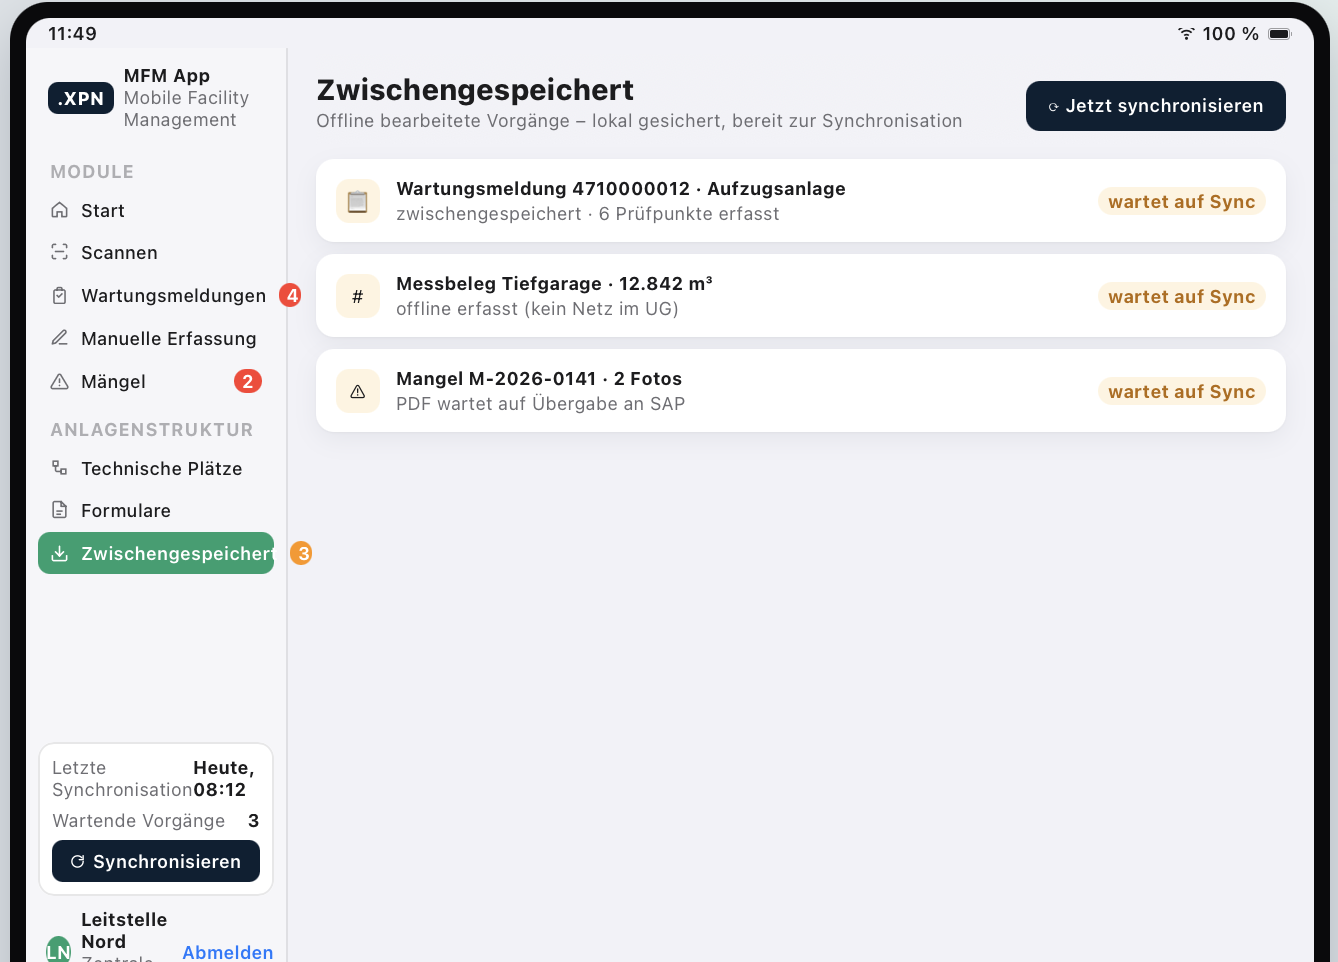 11:49
100 %
.XPN
MFM App
Mobile Facility
Management
MODULE
Start
Scannen
Wartungsmeldungen 4
Manuelle Erfassung
Mängel 2
ANLAGENSTRUKTUR
Technische Plätze
Formulare
Zwischengespeichert 3
Letzte
Synchronisation
Heute,
08:12
Wartende Vorgänge 3
Synchronisieren
LN
Leitstelle
Nord
Zentrale
Abmelden
Zwischengespeichert
Offline bearbeitete Vorgänge – lokal gesichert, bereit zur Synchronisation
Jetzt synchronisieren
Wartungsmeldung 4710000012 · Aufzugsanlage
zwischengespeichert · 6 Prüfpunkte erfasst
wartet auf Sync
#
Messbeleg Tiefgarage · 12.842 m³
offline erfasst (kein Netz im UG)
wartet auf Sync
Mangel M-2026-0141 · 2 Fotos
PDF wartet auf Übergabe an SAP
wartet auf Sync